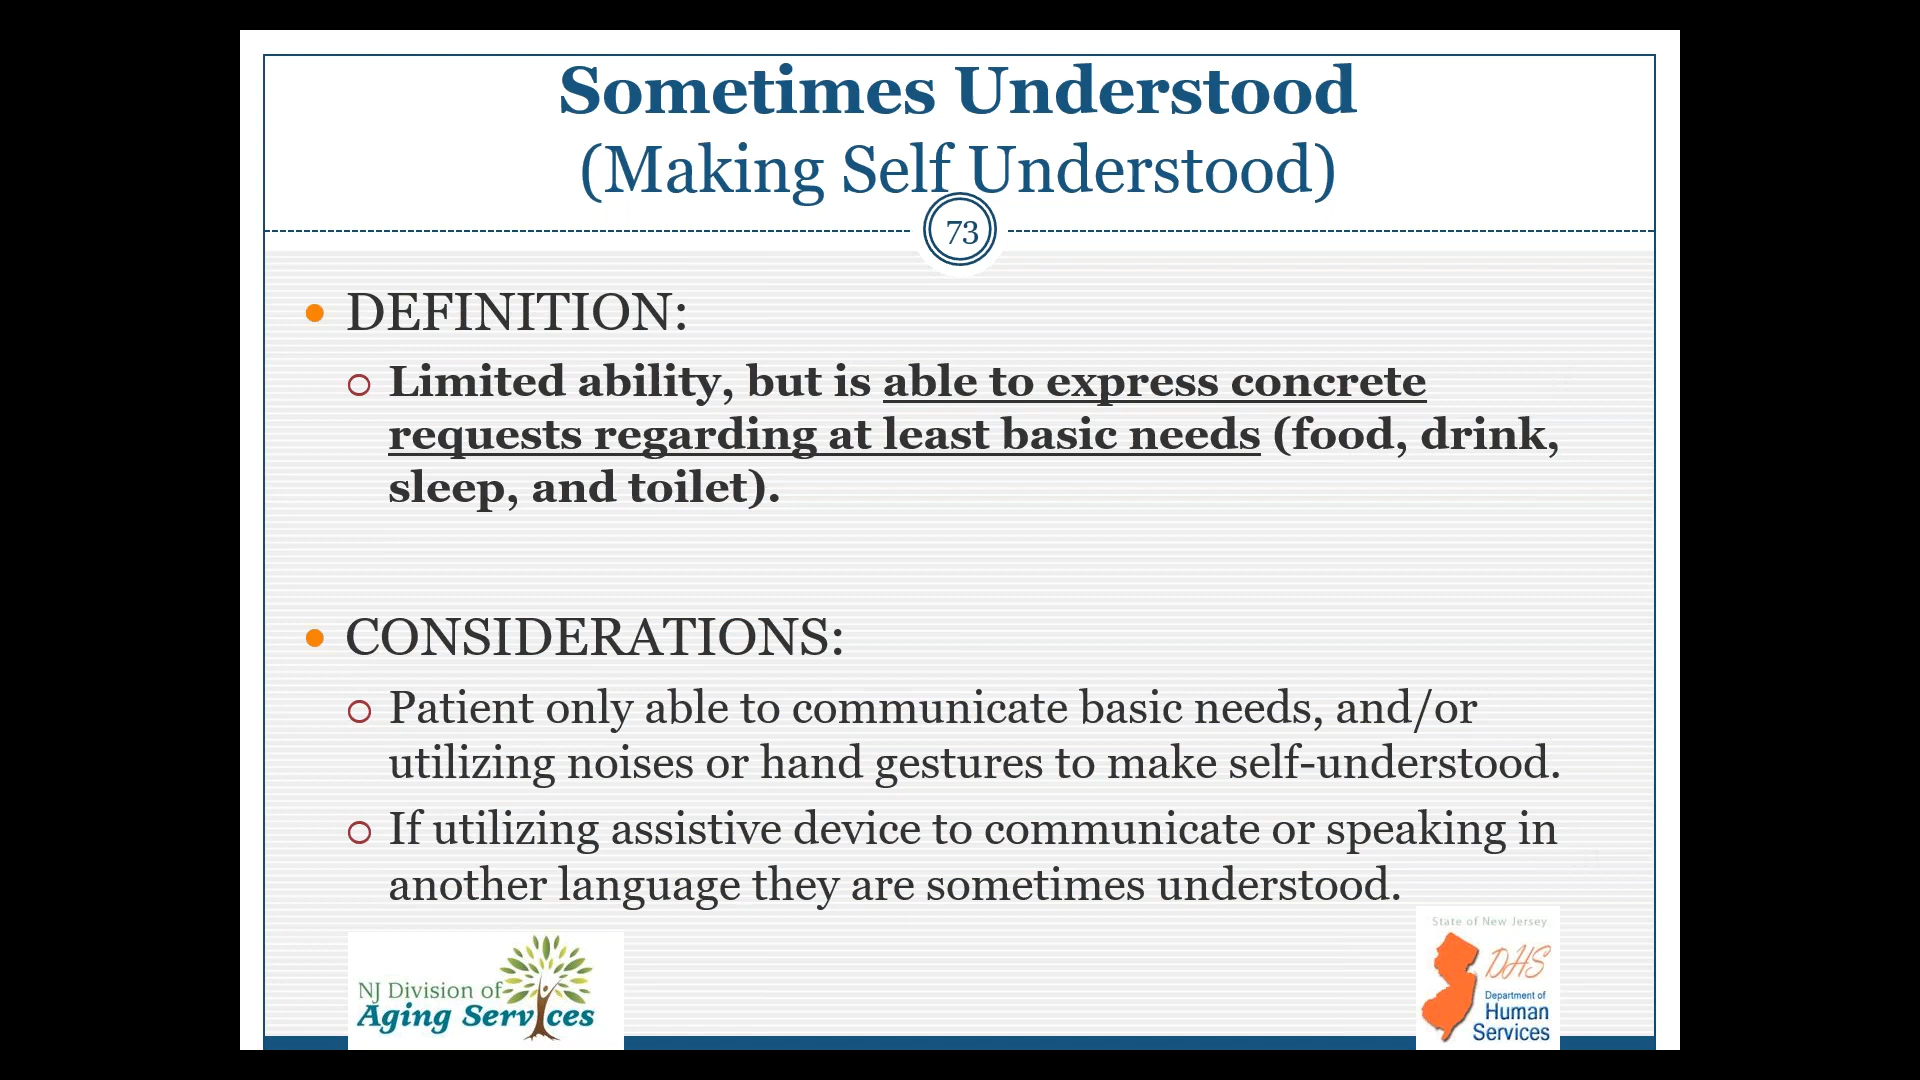 Sometimes Understood
(Making Self Understood)
73
DEFINITION:
Limited ability, but is able to express concrete
requests regarding at least basic needs (food, drink,
sleep, and toilet).
CONSIDERATIONS:
Patient only able to communicate basic needs, and/or
utilizing noises or hand gestures to make self-understood.
If utilizing assistive device to communicate or speaking in
another language they are sometimes understood.
NJ Division of
Aging Services
State of New Jersey
DHS
Department of
Human
Services